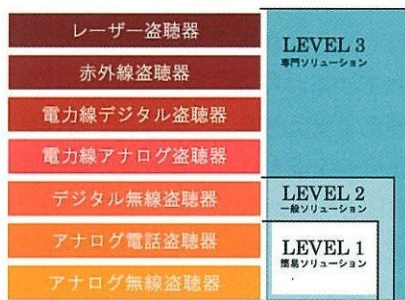 レーザー盗聴器
赤外線盗聴器
電力線デジタル盗聴器
電力線アナログ盗聴器
デジタル無線盗聴器
アナログ電話盗聴器
アナログ無線盗聴器
LEVEL 3
専門ソリューション
LEVEL 2
一般ソリューション
LEVEL 1
簡易ソリューション